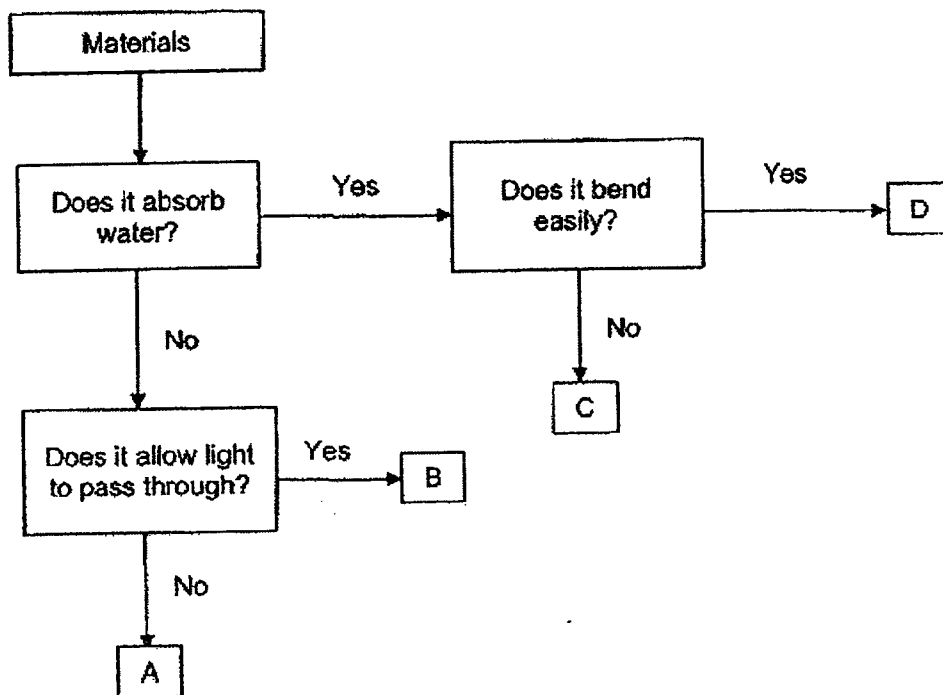 Materials
Does it absorb
water?
Yes
Does it bend
easily?
Yes
D
No
No
C
Does it allow light
to pass through?
Yes
B
No
A